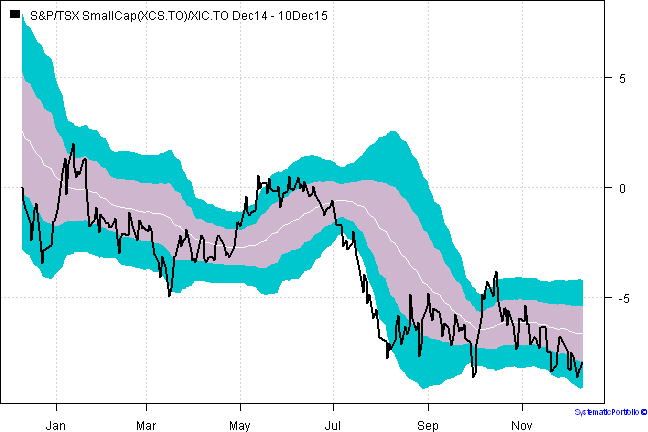 S&P/TSX SmallCap(XCS.TO)/XIC.TO Dec14 - 10Dec15
5
0
-5
Jan Mar May Jul Sep Nov
SystematicPortfolio ©